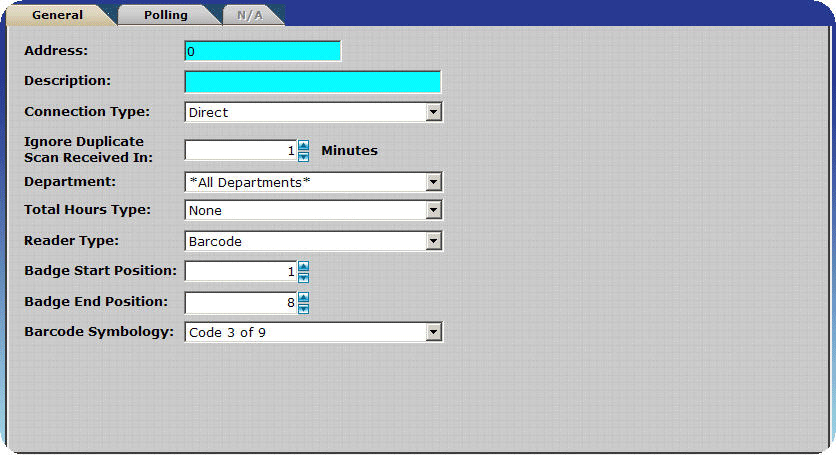 General Polling N/A
Address: 0
Description:
Connection Type: Direct
Ignore Duplicate
Scan Received In: 1 Minutes
Department: *All Departments*
Total Hours Type: None
Reader Type: Barcode
Badge Start Position: 1
Badge End Position: 8
Barcode Symbology: Code 3 of 9